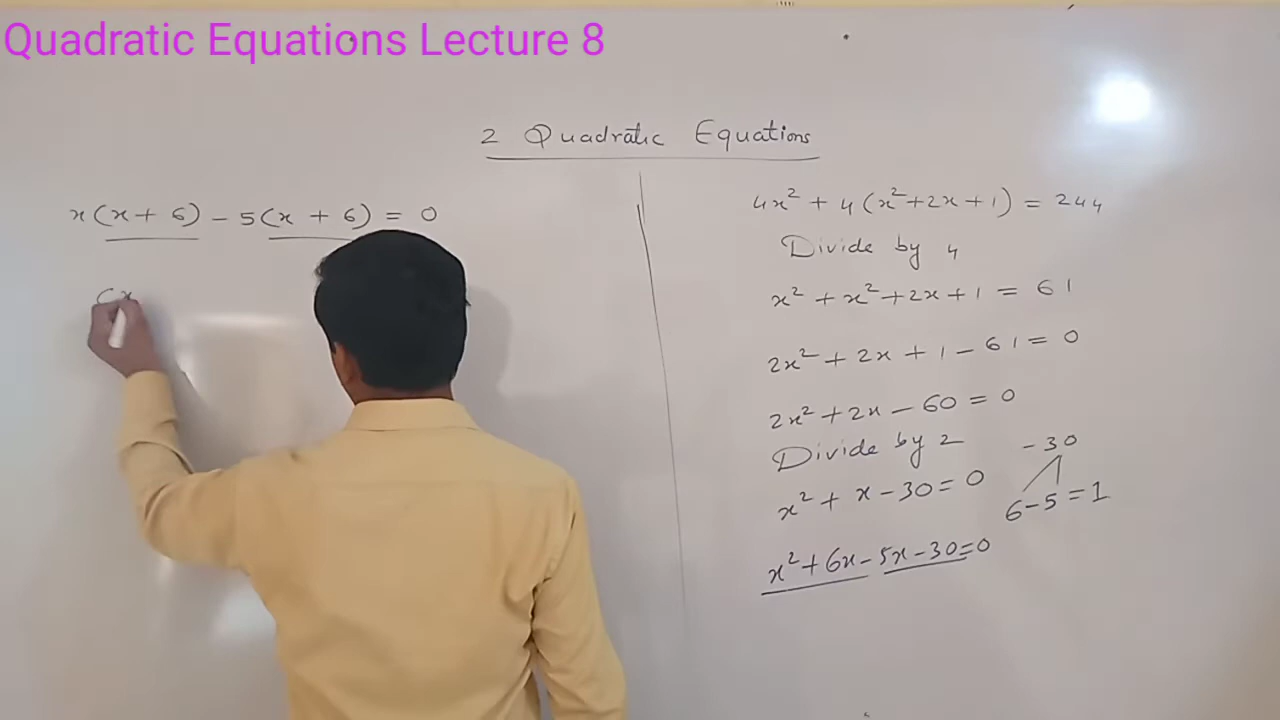 Quadratic Equations Lecture 8
2 Quadratic Equations
x(x + 6) - 5(x + 6) = 0
(x
4x² + 4(x²+2x+1) = 244
Divide by 4
x² + x²+2x+1 = 61
2x² + 2x + 1 - 61 = 0
2x² + 2x - 60 = 0
Divide by 2
x² + x - 30 = 0
-30
6-5=1
x² + 6x - 5x - 30 = 0